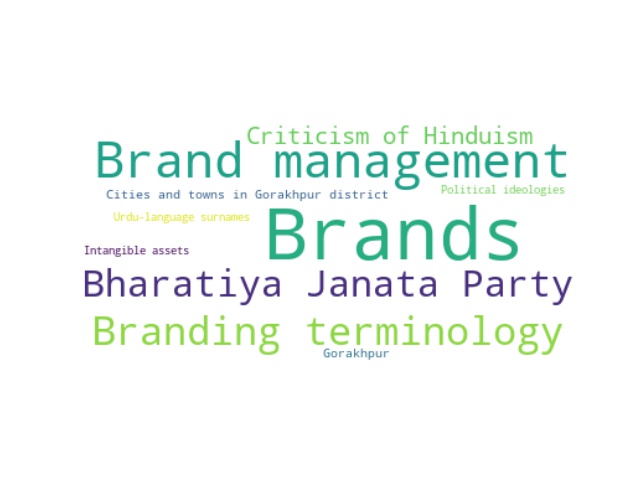 Criticism of Hinduism
Brand management
Cities and towns in Gorakhpur district
Political ideologies
Urdu-language surnames
Brands
Intangible assets
Bharatiya Janata Party
Branding terminology
Gorakhpur